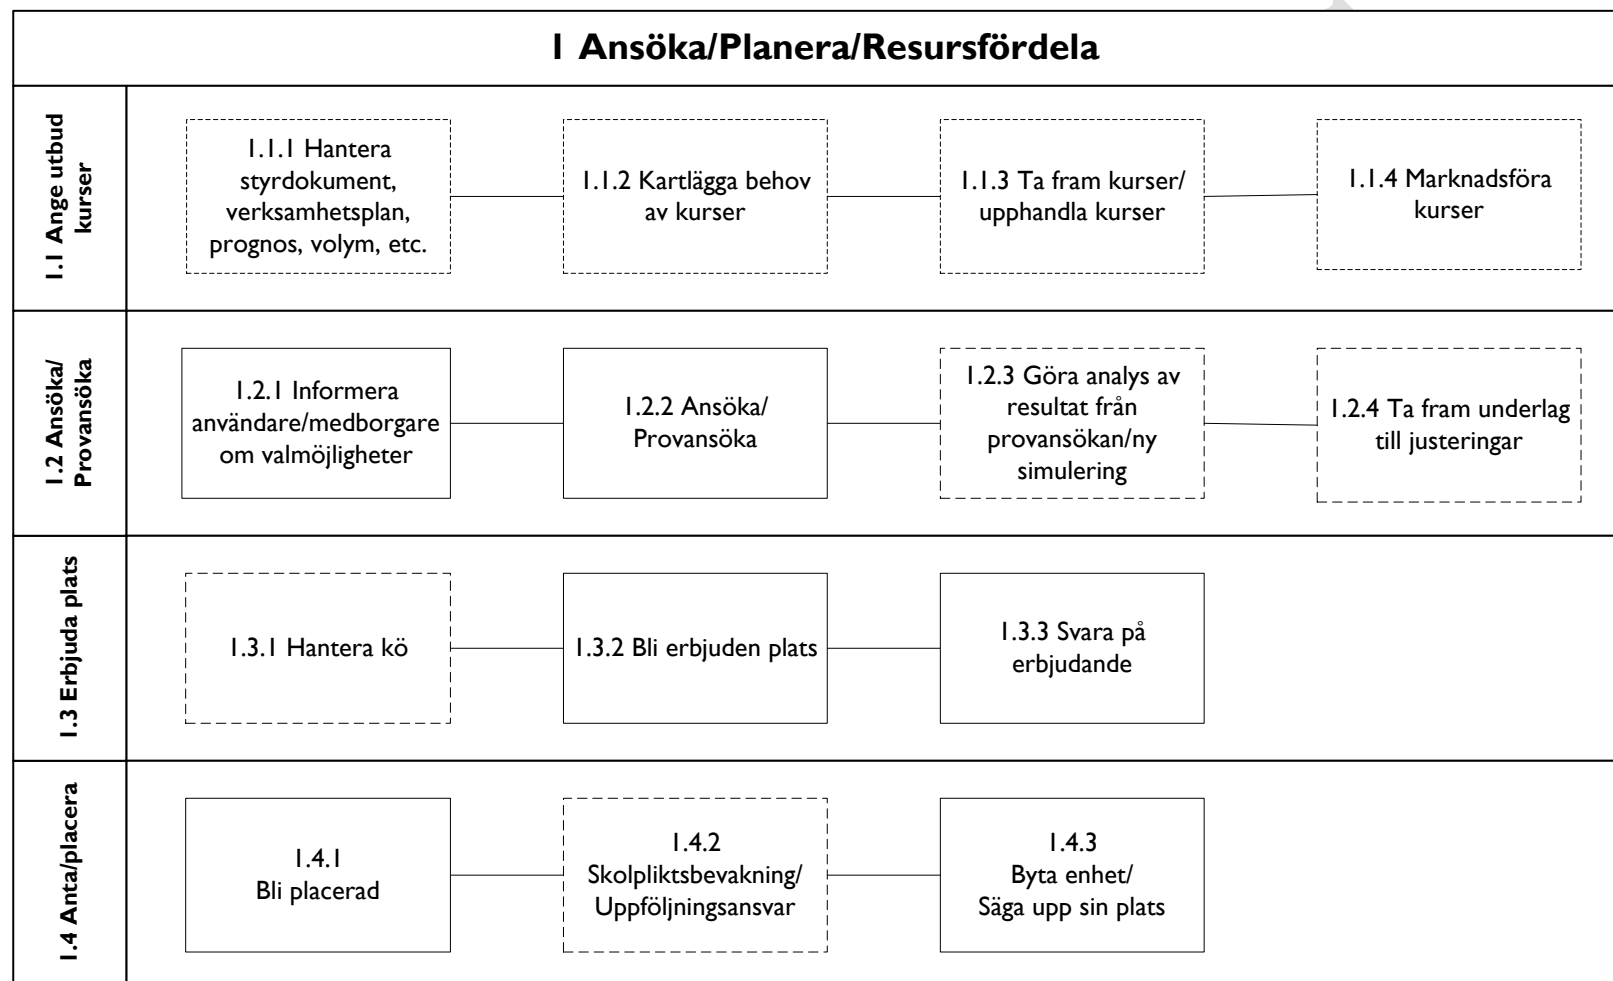 1 Ansöka/Planera/Resursfördela
1.1 Ange utbud
kurser
1.1.1 Hantera
styrdokument,
verksamhetsplan,
prognos, volym, etc.
1.1.2 Kartlägga behov
av kurser
1.1.3 Ta fram kurser/
upphandla kurser
1.1.4 Marknadsföra
kurser
1.2 Ansöka/
Provansöka
1.2.1 Informera
användare/medborgare
om valmöjligheter
1.2.2 Ansöka/
Provansöka
1.2.3 Göra analys av
resultat från
provansökan/ny
simulering
1.2.4 Ta fram underlag
till justeringar
1.3 Erbjuda plats
1.3.1 Hantera kö
1.3.2 Bli erbjuden plats
1.3.3 Svara på
erbjudande
1.4 Anta/placera
1.4.1
Bli placerad
1.4.2
Skolpliktsbevakning/
Uppföljningsansvar
1.4.3
Byta enhet/
Säga upp sin plats